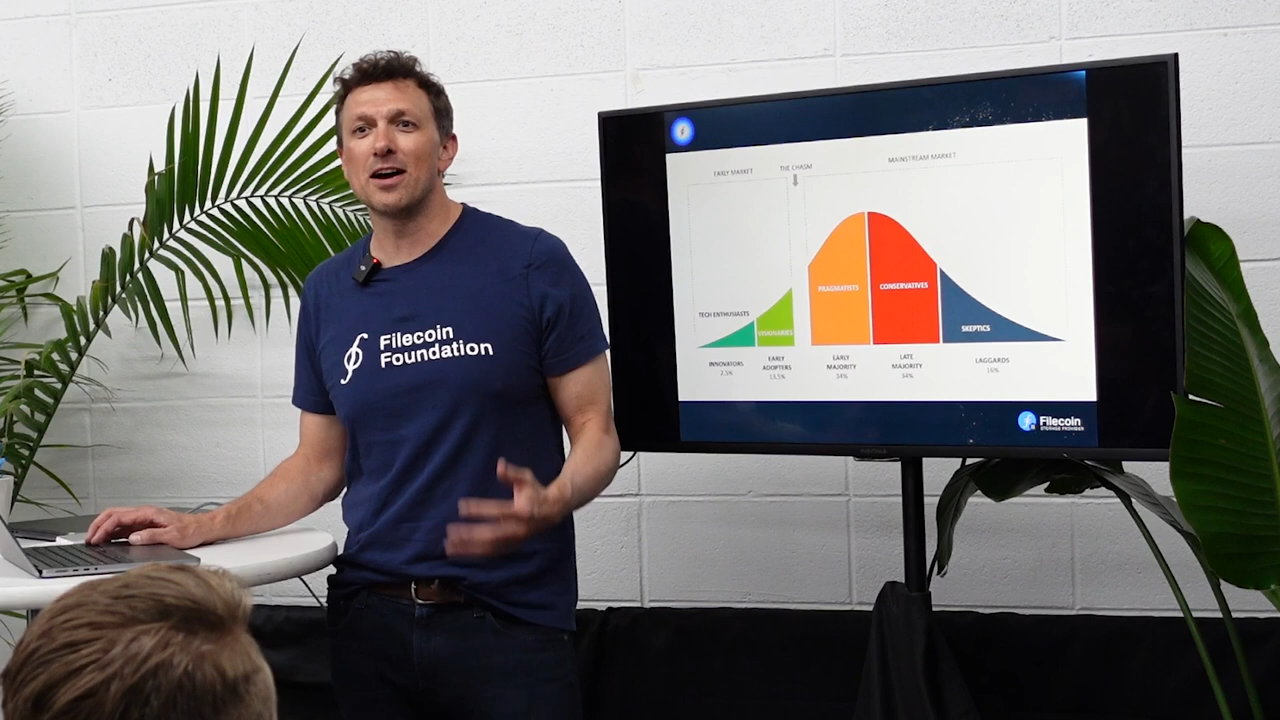 Filecoin
Foundation
EARLY MARKET
THE CHASM
MAINSTREAM MARKET
TECH ENTHUSIASTS
VISIONARIES
PRAGMATISTS
CONSERVATIVES
SKEPTICS
INNOVATORS
2,5%
EARLY
ADOPTERS
13,5%
EARLY
MAJORITY
34%
LATE
MAJORITY
34%
LAGGARDS
16%
Filecoin
STORAGE PROVIDER